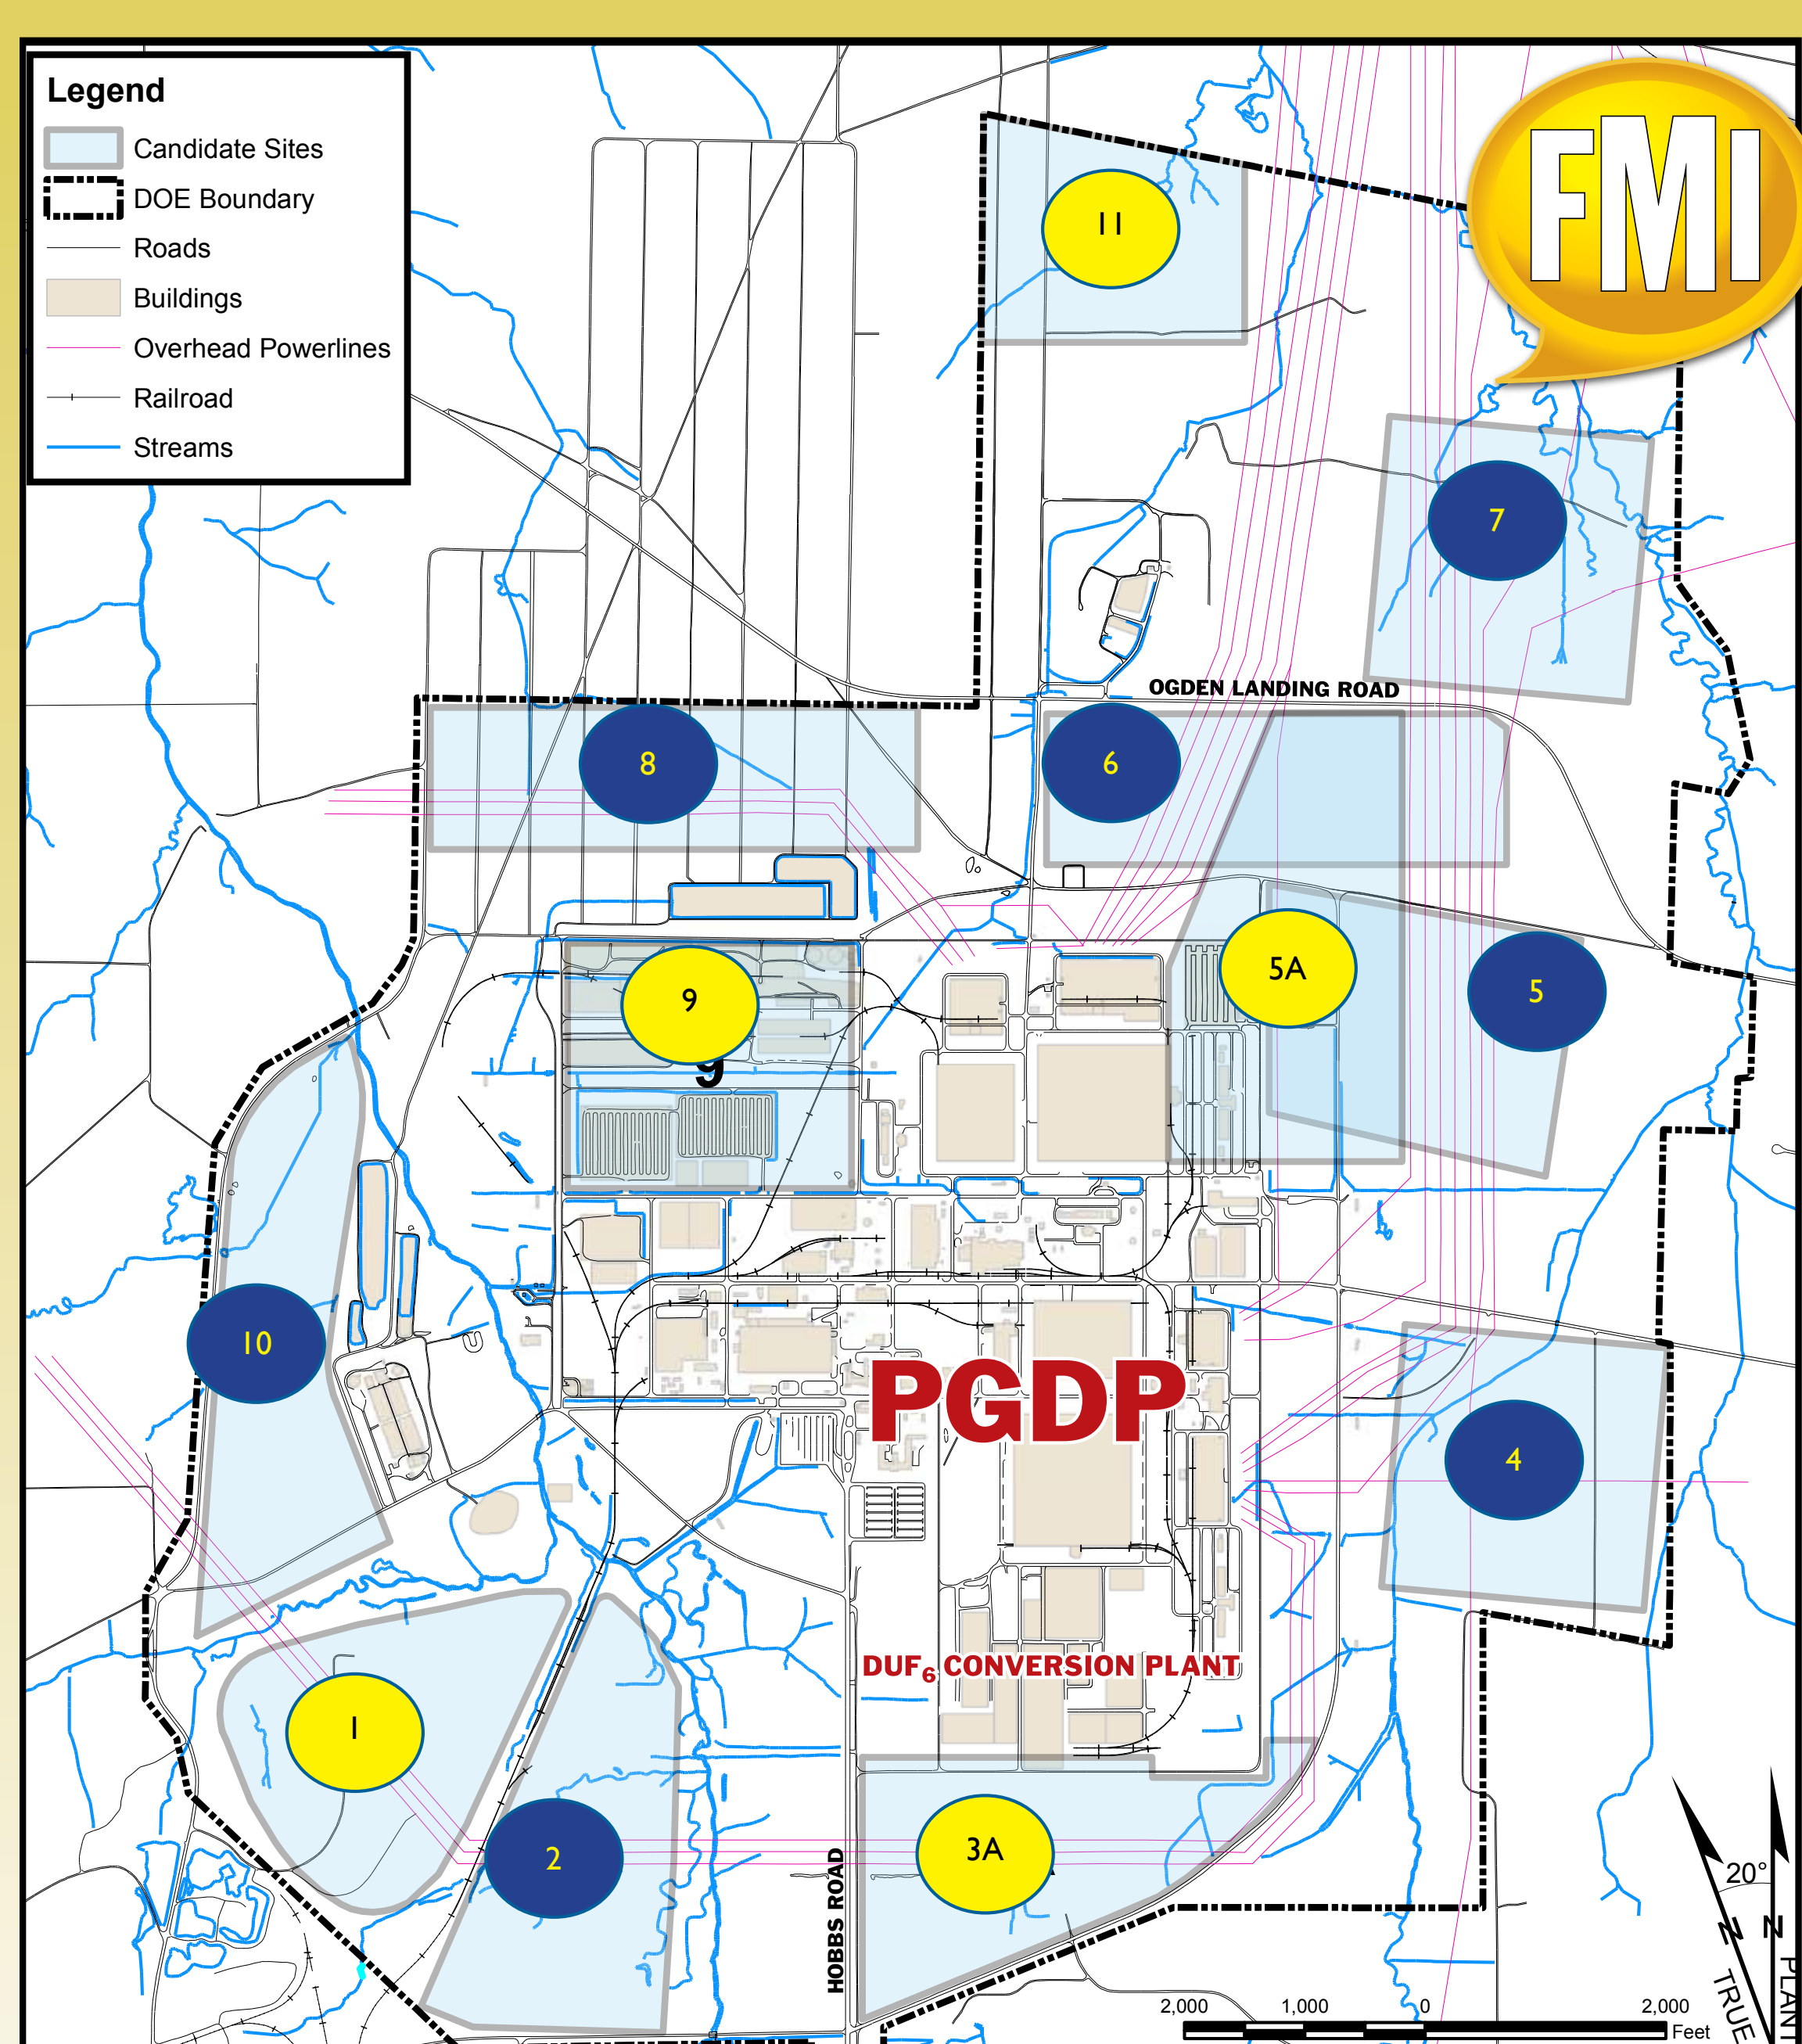 Legend
Candidate Sites
DOE Boundary
Roads
Buildings
Overhead Powerlines
Railroad
Streams
FMI
11
7
OGDEN LANDING ROAD
8
6
5A
5
9
9
10
PGDP
4
DUF6 CONVERSION PLANT
1
2
3A
HOBBS ROAD
20°
N
N
TRUE
PLANT
2,000 1,000 0 2,000
Feet